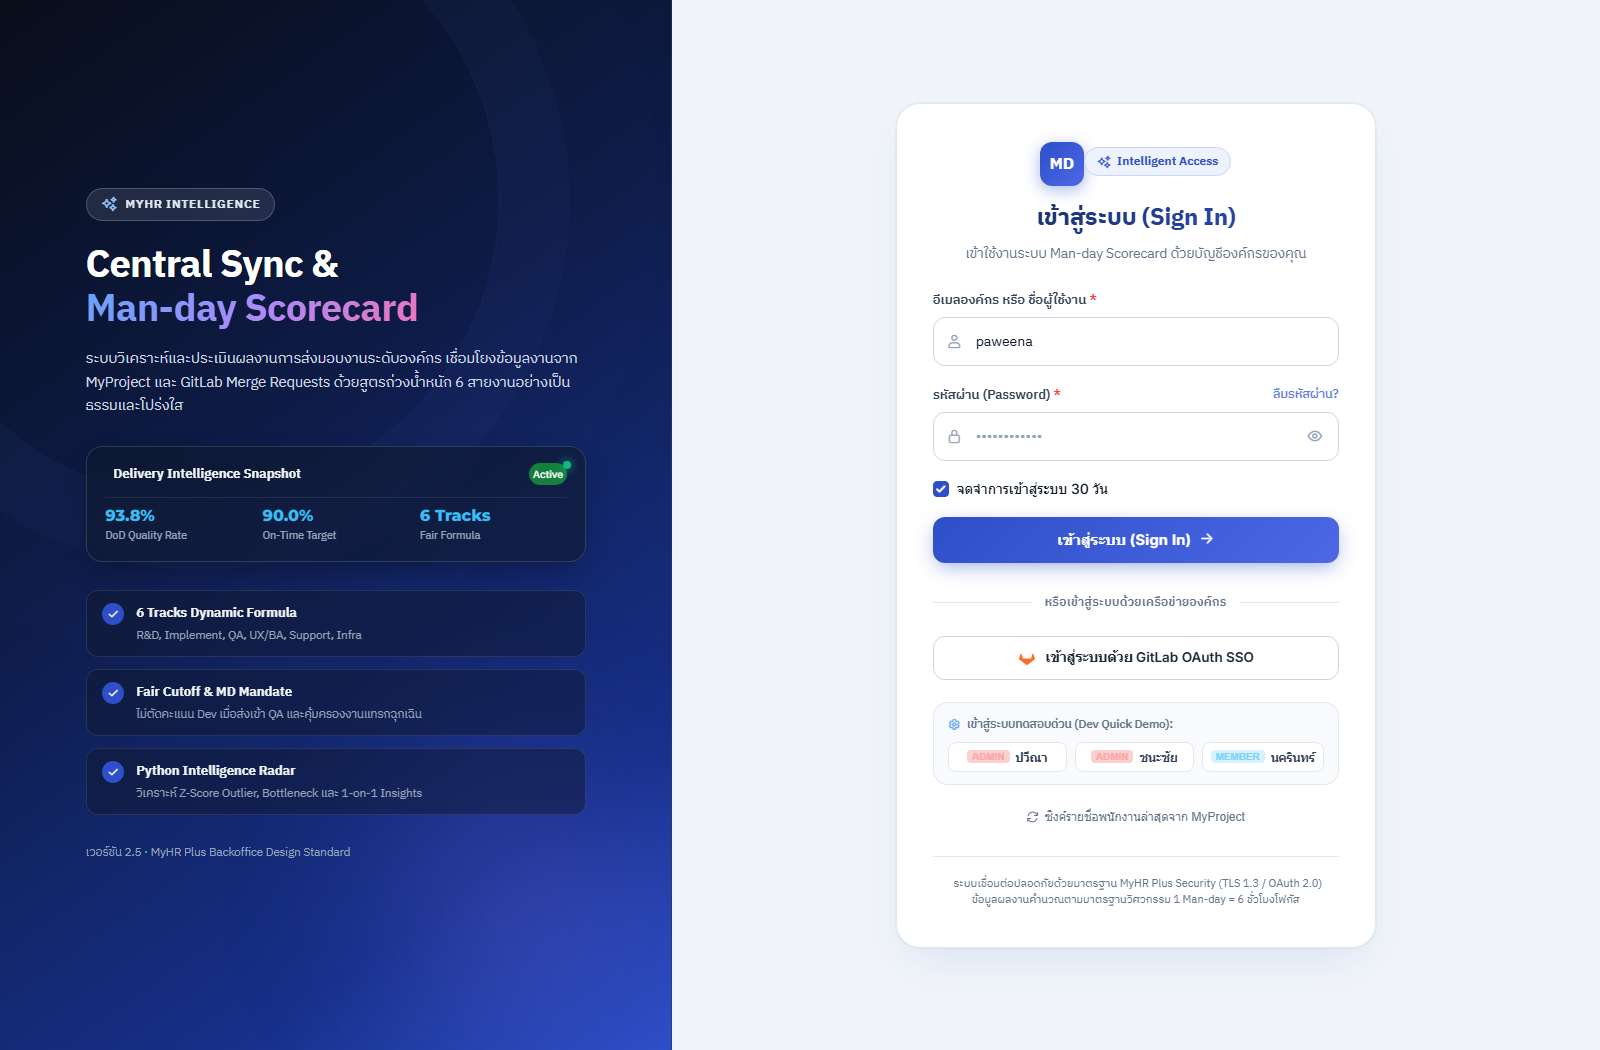 MYHR INTELLIGENCE
Central Sync &
Man-day Scorecard
ระบบวิเคราะห์และประเมินผลงานการส่งมอบงานระดับองค์กร เชื่อมโยงข้อมูลงานจาก
MyProject และ GitLab Merge Requests ด้วยสูตรถ่วงน้ำหนัก 6 สายงานอย่างเป็น
ธรรมและโปร่งใส
Delivery Intelligence Snapshot
Active
93.8%
DoD Quality Rate
90.0%
On-Time Target
6 Tracks
Fair Formula
6 Tracks Dynamic Formula
R&D, Implement, QA, UX/BA, Support, Infra
Fair Cutoff & MD Mandate
ไม่ตัดคะแนน Dev เมื่อส่งเข้า QA และคุ้มครองงานแทรกฉุกเฉิน
Python Intelligence Radar
วิเคราะห์ Z-Score Outlier, Bottleneck และ 1-on-1 Insights
เวอร์ชัน 2.5 · MyHR Plus Backoffice Design Standard
MD
Intelligent Access
เข้าสู่ระบบ (Sign In)
เข้าใช้งานระบบ Man-day Scorecard ด้วยบัญชีองค์กรของคุณ
อีเมลองค์กร หรือ ชื่อผู้ใช้งาน *
paweena
รหัสผ่าน (Password) *
ลืมรหัสผ่าน?
••••••••••••
จดจำการเข้าสู่ระบบ 30 วัน
เข้าสู่ระบบ (Sign In)
หรือเข้าสู่ระบบด้วยเครือข่ายองค์กร
เข้าสู่ระบบด้วย GitLab OAuth SSO
เข้าสู่ระบบทดสอบด่วน (Dev Quick Demo):
ADMIN ปวีณา
ADMIN ชนะชัย
MEMBER นครินทร์
ซิงค์รายชื่อพนักงานล่าสุดจาก MyProject
ระบบเชื่อมต่อปลอดภัยด้วยมาตรฐาน MyHR Plus Security (TLS 1.3 / OAuth 2.0)
ข้อมูลผลงานคำนวณตามมาตรฐานวิศวกรรม 1 Man-day = 6 ชั่วโมงโฟกัส